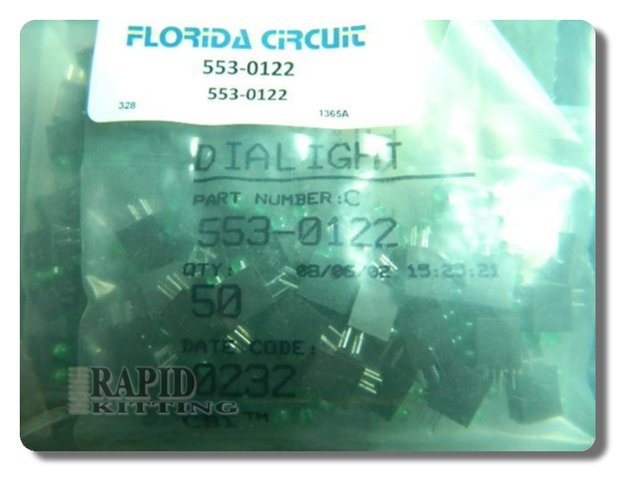 FLORIDA CIRCUIT
553-0122
553-0122
328 1365A
DIALIGHT
PART NUMBER:C
553-0122
QTY: 08/06/02 15:23:21
50
DATE CODE:
0232
CBI™
RAPID
KITTING